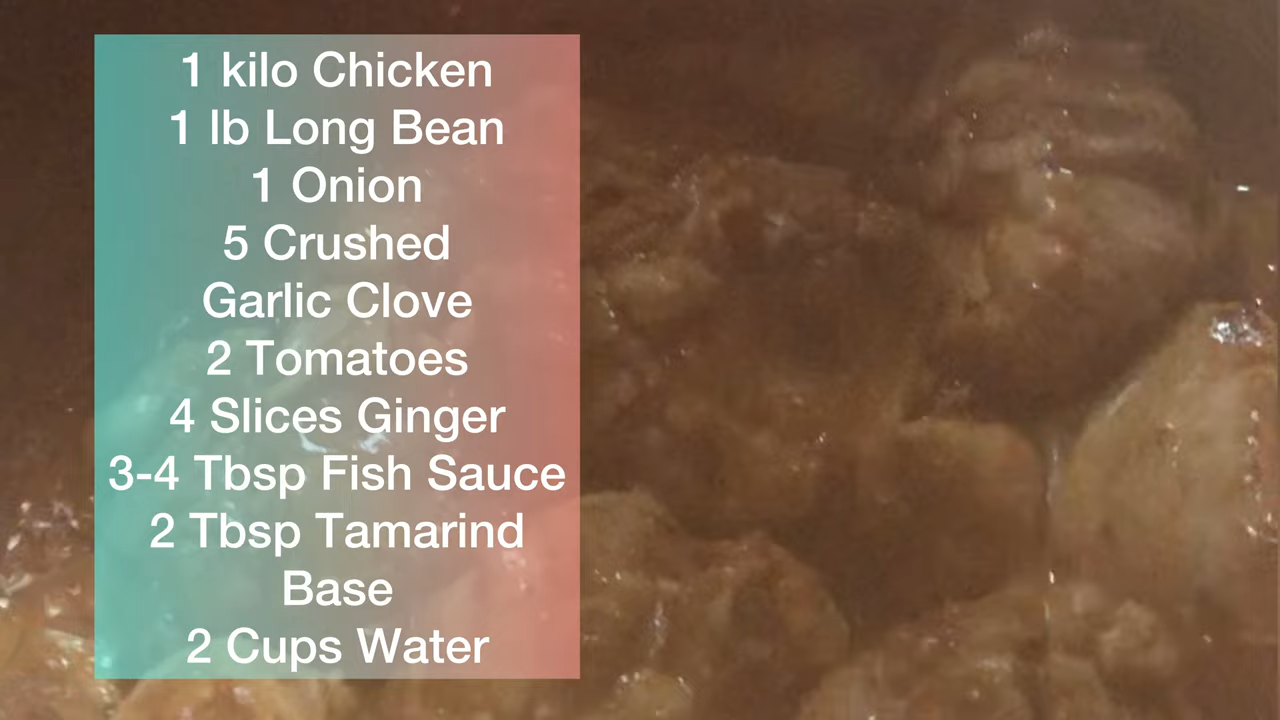 1 kilo Chicken
1 lb Long Bean
1 Onion
5 Crushed
Garlic Clove
2 Tomatoes
4 Slices Ginger
3-4 Tbsp Fish Sauce
2 Tbsp Tamarind
Base
2 Cups Water